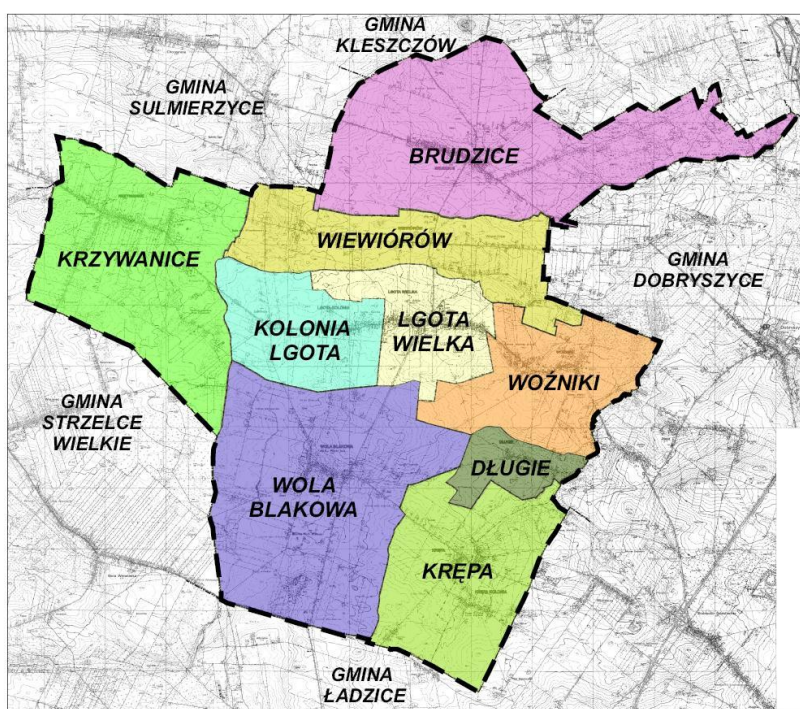 GMINA
KLESZCZÓW
GMINA
SULMIERZYCE
BRUDZICE
WIEWIÓRÓW
KRZYWANICE
GMINA
DOBRYSZYCE
KOLONIA
LGOTA
LGOTA
WIELKA
WOŹNIKI
GMINA
STRZELCE
WIELKIE
DŁUGIE
WOLA
BLAKOWA
KRĘPA
GMINA
ŁADZICE